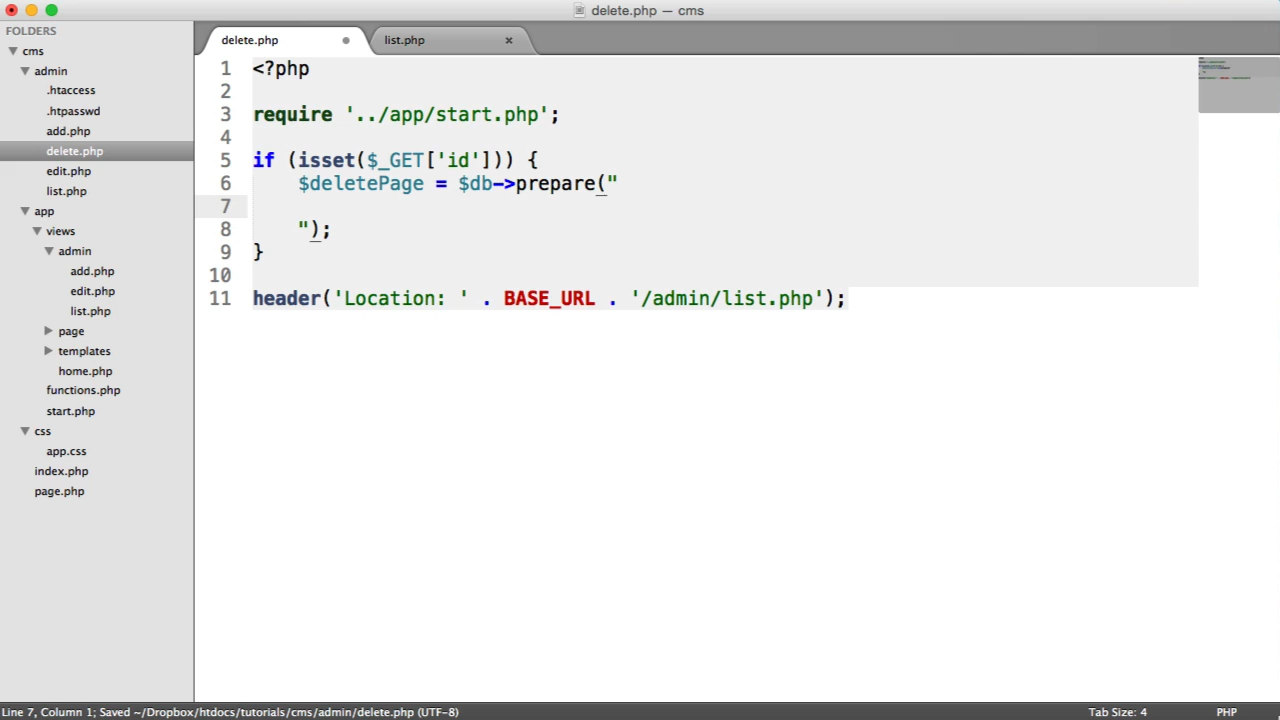 delete.php — cms
FOLDERS
cms
admin
.htaccess
.htpasswd
add.php
delete.php
edit.php
list.php
app
views
admin
add.php
edit.php
list.php
page
templates
home.php
functions.php
start.php
css
app.css
index.php
page.php
delete.php
list.php
1 <?php
2
3 require '../app/start.php';
4
5 if (isset($_GET['id'])) {
6 $deletePage = $db->prepare("
7
8 ");
9 }
10
11 header('Location: ' . BASE_URL . '/admin/list.php');
Line 7, Column 1; Saved ~/Dropbox/htdocs/tutorials/cms/admin/delete.php (UTF-8)
Tab Size: 4
PHP